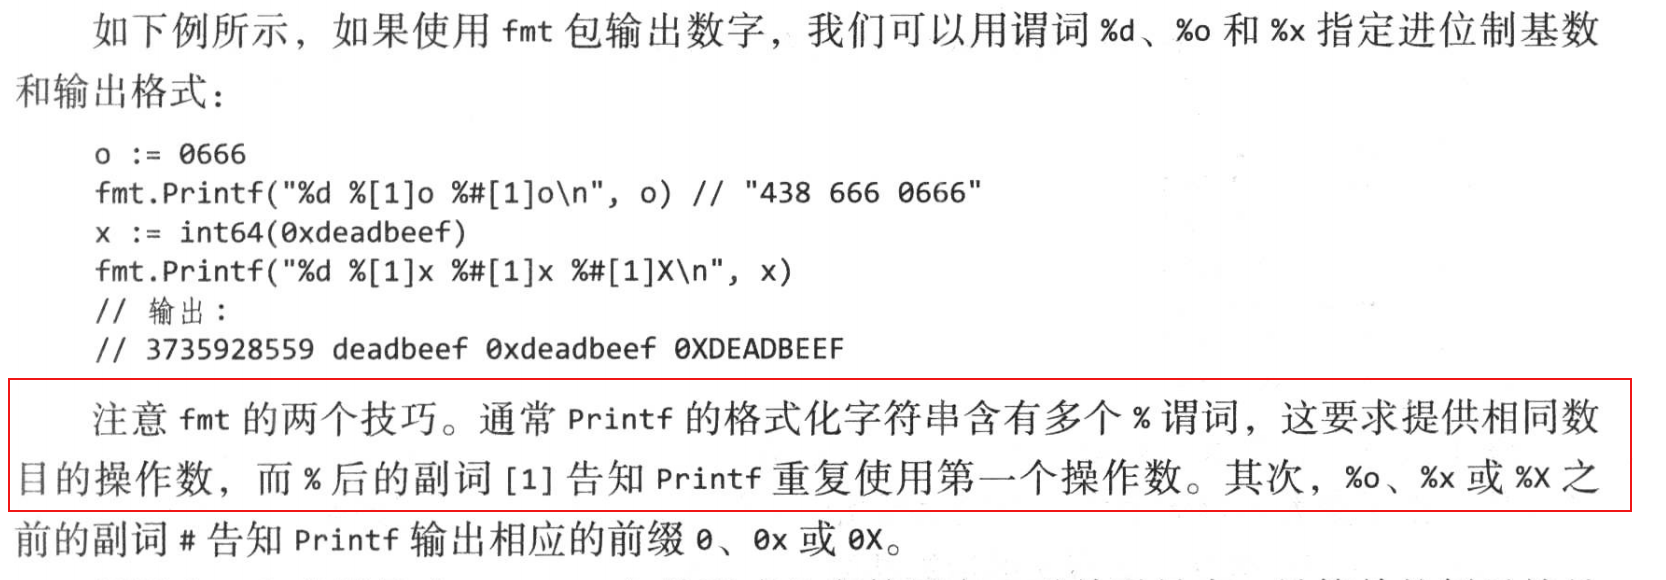 如下例所示，如果使用 fmt 包输出数字，我们可以用谓词 %d、%o 和 %x 指定进位制基数
和输出格式：
o := 0666
fmt.Printf("%d %[1]o %#[1]o\n", o) // "438 666 0666"
x := int64(0xdeadbeef)
fmt.Printf("%d %[1]x %#[1]x %#[1]X\n", x)
// 输出：
// 3735928559 deadbeef 0xdeadbeef 0XDEADBEEF
注意 fmt 的两个技巧。通常 Printf 的格式化字符串含有多个 % 谓词，这要求提供相同数
目的操作数，而 % 后的副词 [1] 告知 Printf 重复使用第一个操作数。其次，%o、%x 或 %X 之
前的副词 # 告知 Printf 输出相应的前缀 0、0x 或 0X。